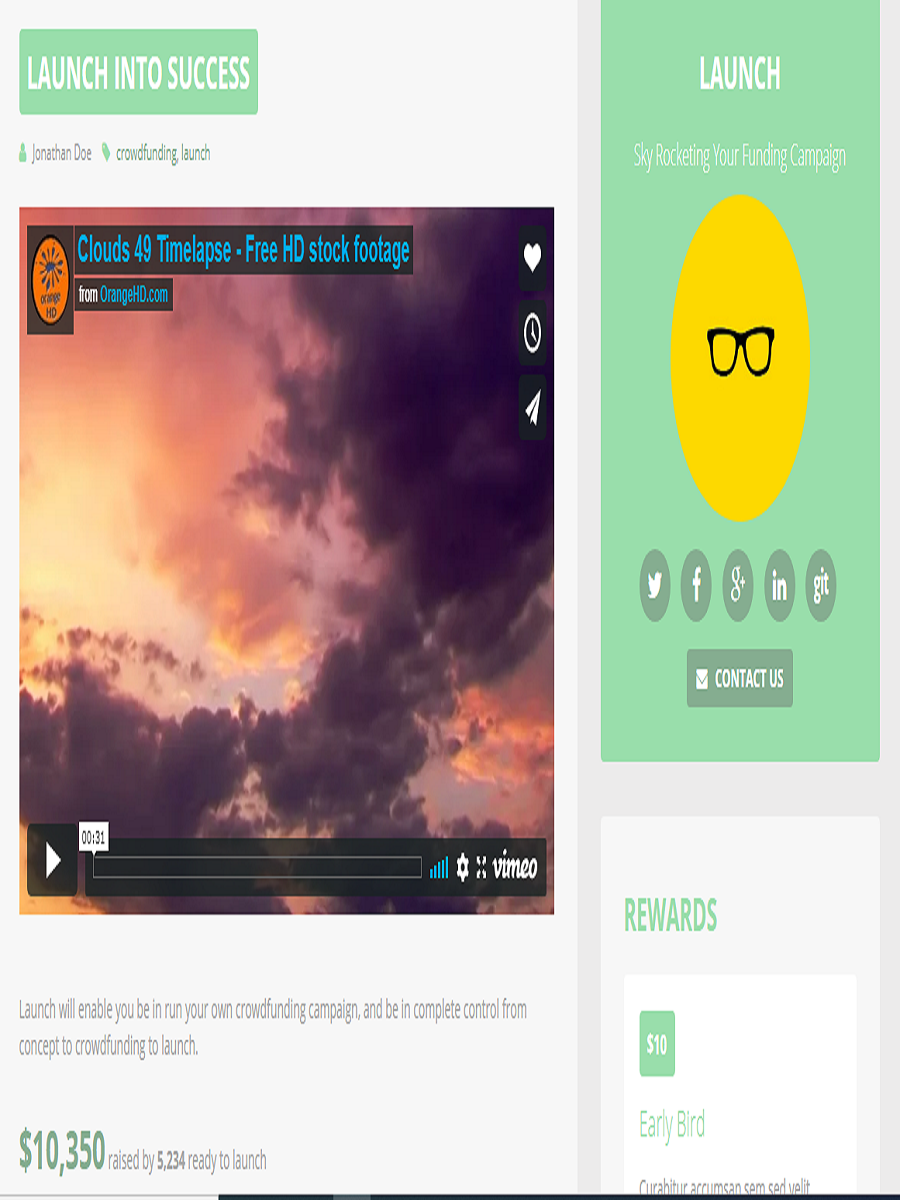 LAUNCH INTO SUCCESS
Jonathan Doe crowdfunding, launch
Clouds 49 Timelapse - Free HD stock footage
from OrangeHD.com
orange
HD
00:31
vimeo
Launch will enable you be in run your own crowdfunding campaign, and be in complete control from
concept to crowdfunding to launch.
$10,350 raised by 5,234 ready to launch
LAUNCH
Sky Rocketing Your Funding Campaign
f g+ in git
CONTACT US
REWARDS
$10
Early Bird
Curabitur accumsan sem sed velit